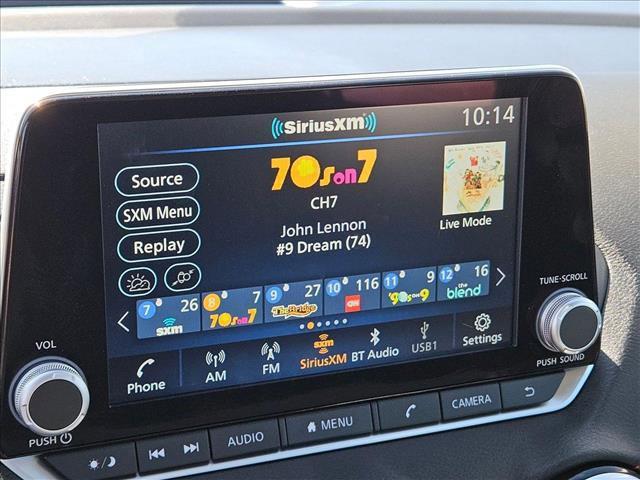 SiriusXM
10:14
70s on 7
CH7
John Lennon
#9 Dream (74)
Live Mode
Source
SXM Menu
Replay
7 26 sxm
8 7 70s on 7
9 27 The Bridge
10 116 CNN
11 9 '90s on 9
12 16 the blend
Phone
AM
FM
sxm
SiriusXM
BT Audio
USB1
Settings
VOL
PUSH
TUNE·SCROLL
PUSH SOUND
AUDIO
MENU
CAMERA